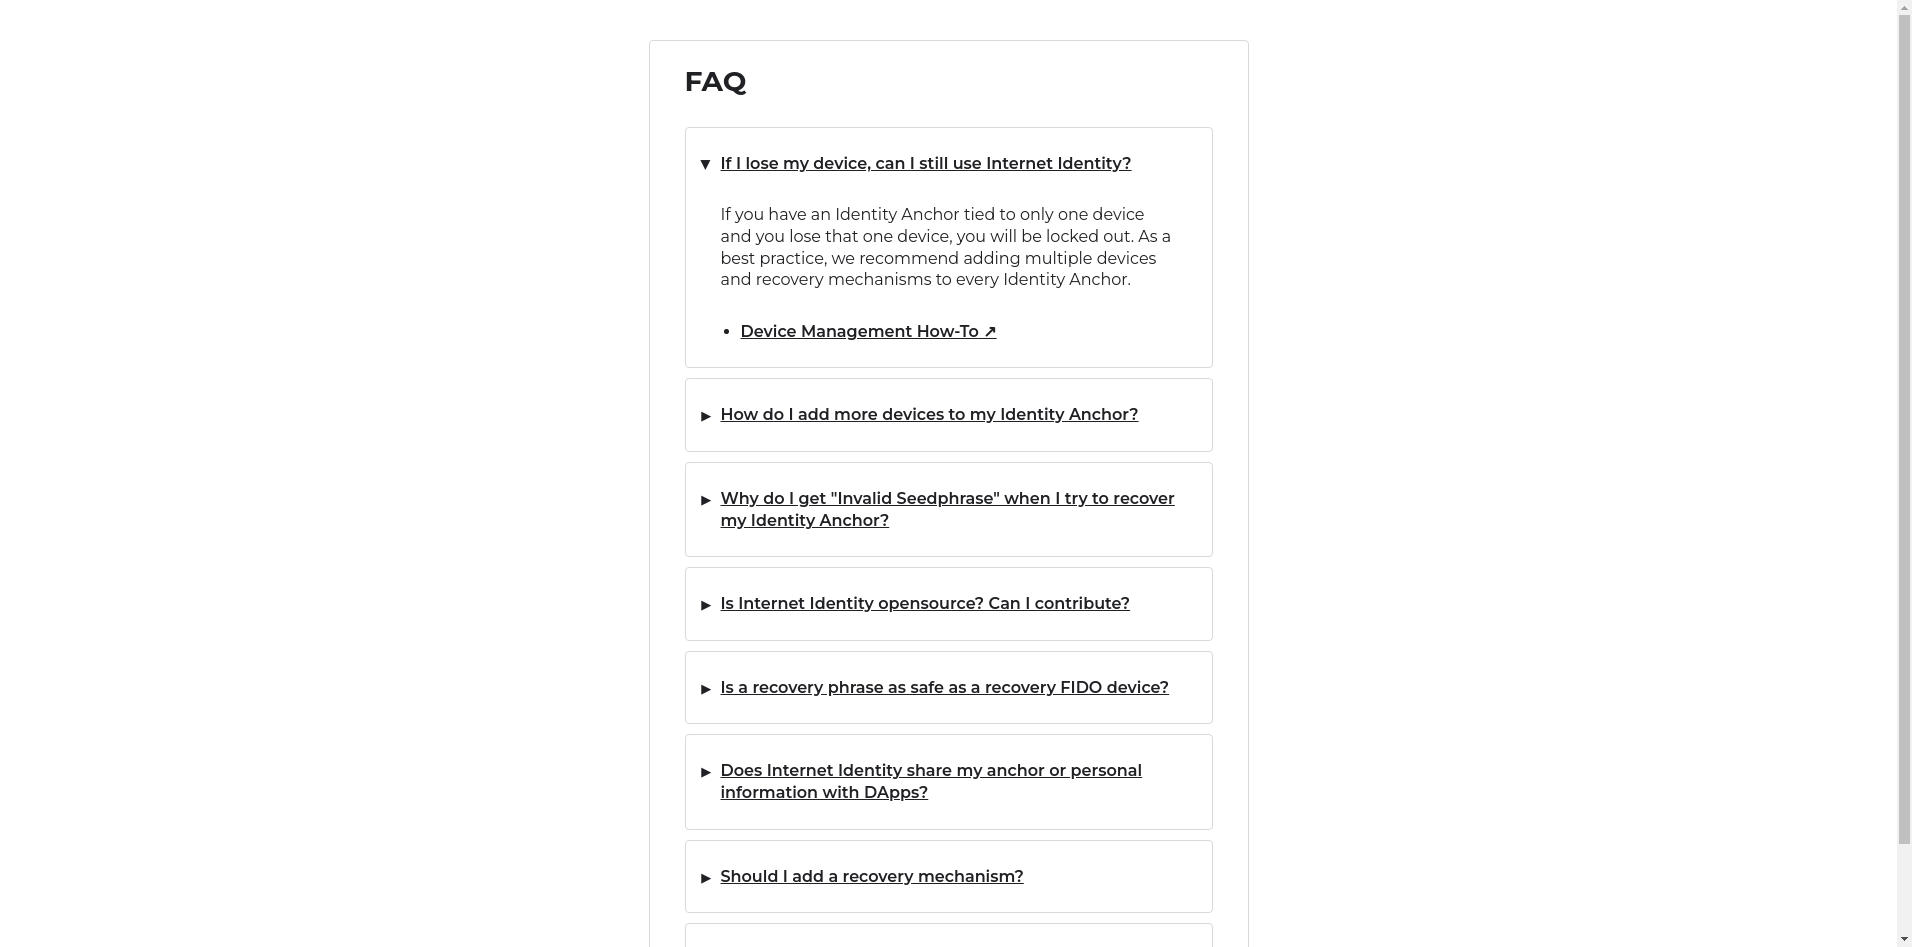 FAQ
▼ If I lose my device, can I still use Internet Identity?
If you have an Identity Anchor tied to only one device
and you lose that one device, you will be locked out. As a
best practice, we recommend adding multiple devices
and recovery mechanisms to every Identity Anchor.
• Device Management How-To ↗
► How do I add more devices to my Identity Anchor?
► Why do I get "Invalid Seedphrase" when I try to recover
my Identity Anchor?
► Is Internet Identity opensource? Can I contribute?
► Is a recovery phrase as safe as a recovery FIDO device?
► Does Internet Identity share my anchor or personal
information with DApps?
► Should I add a recovery mechanism?